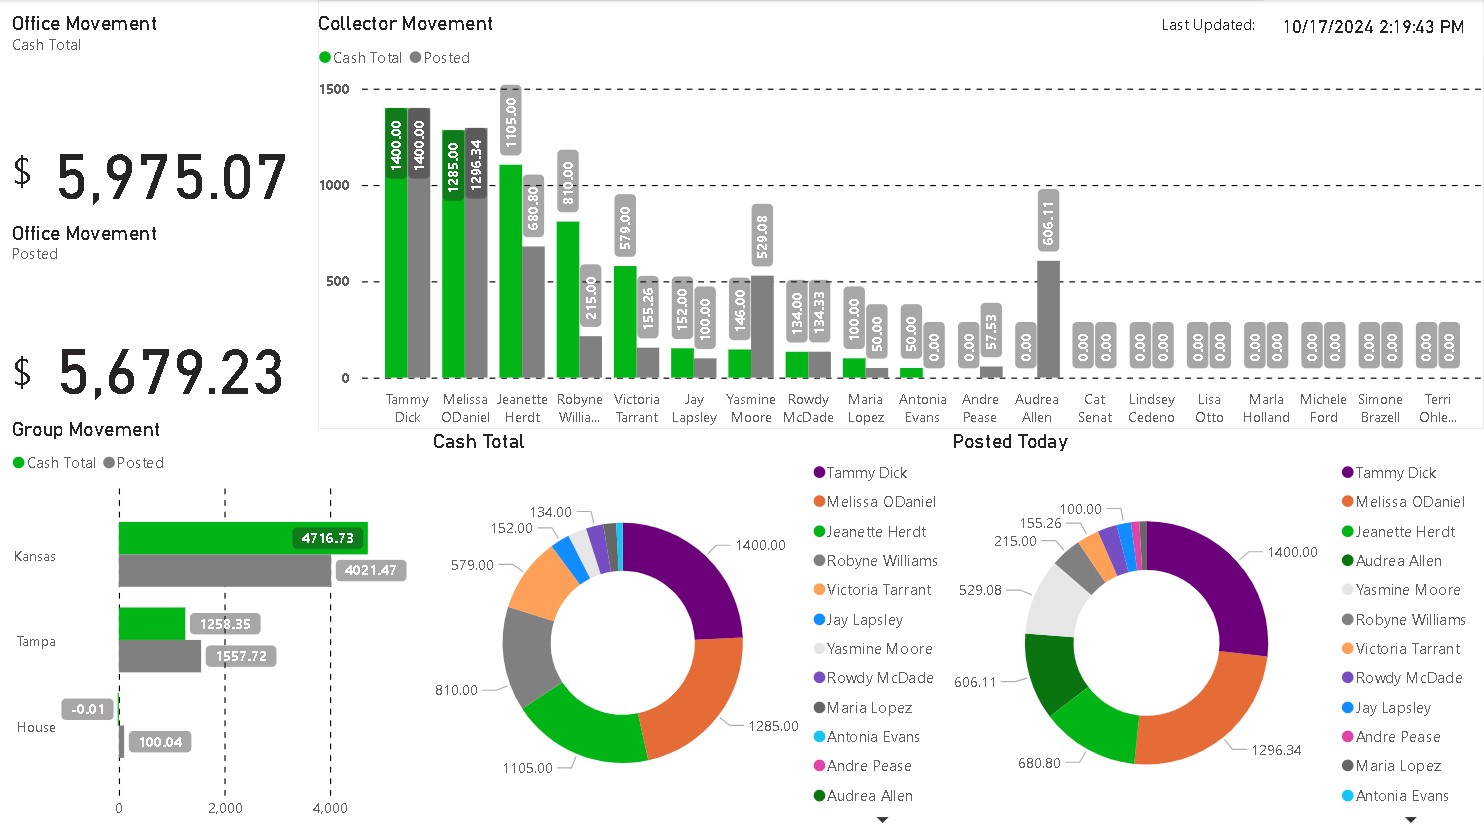 Office Movement
Cash Total
$ 5,975.07
Office Movement
Posted
$ 5,679.23
Collector Movement
Last Updated: 10/17/2024 2:19:43 PM
Cash Total Posted
1500
1000
500
0
1400.00 1400.00
1285.00 1296.34
1105.00 680.80
810.00 215.00
579.00 155.26
152.00 100.00
146.00 529.08
134.00 134.33
100.00 50.00
50.00 0.00
0.00 57.53
0.00 606.11
0.00 0.00
0.00 0.00
0.00 0.00
0.00 0.00
0.00 0.00
0.00 0.00
0.00 0.00
Tammy Dick
Melissa ODaniel
Jeanette Herdt
Robyne Willia...
Victoria Tarrant
Jay Lapsley
Yasmine Moore
Rowdy McDade
Maria Lopez
Antonia Evans
Andre Pease
Audrea Allen
Cat Senat
Lindsey Cedeno
Lisa Otto
Marla Holland
Michele Ford
Simone Brazell
Terri Ohle...
Group Movement
Cash Total Posted
Kansas
4716.73
4021.47
Tampa
1258.35
1557.72
House
-0.01
100.04
0 2,000 4,000
Cash Total
134.00
152.00
579.00
810.00
1105.00
1400.00
1285.00
Tammy Dick
Melissa ODaniel
Jeanette Herdt
Robyne Williams
Victoria Tarrant
Jay Lapsley
Yasmine Moore
Rowdy McDade
Maria Lopez
Antonia Evans
Andre Pease
Audrea Allen
Posted Today
100.00
155.26
215.00
529.08
606.11
680.80
1400.00
1296.34
Tammy Dick
Melissa ODaniel
Jeanette Herdt
Audrea Allen
Yasmine Moore
Robyne Williams
Victoria Tarrant
Rowdy McDade
Jay Lapsley
Andre Pease
Maria Lopez
Antonia Evans